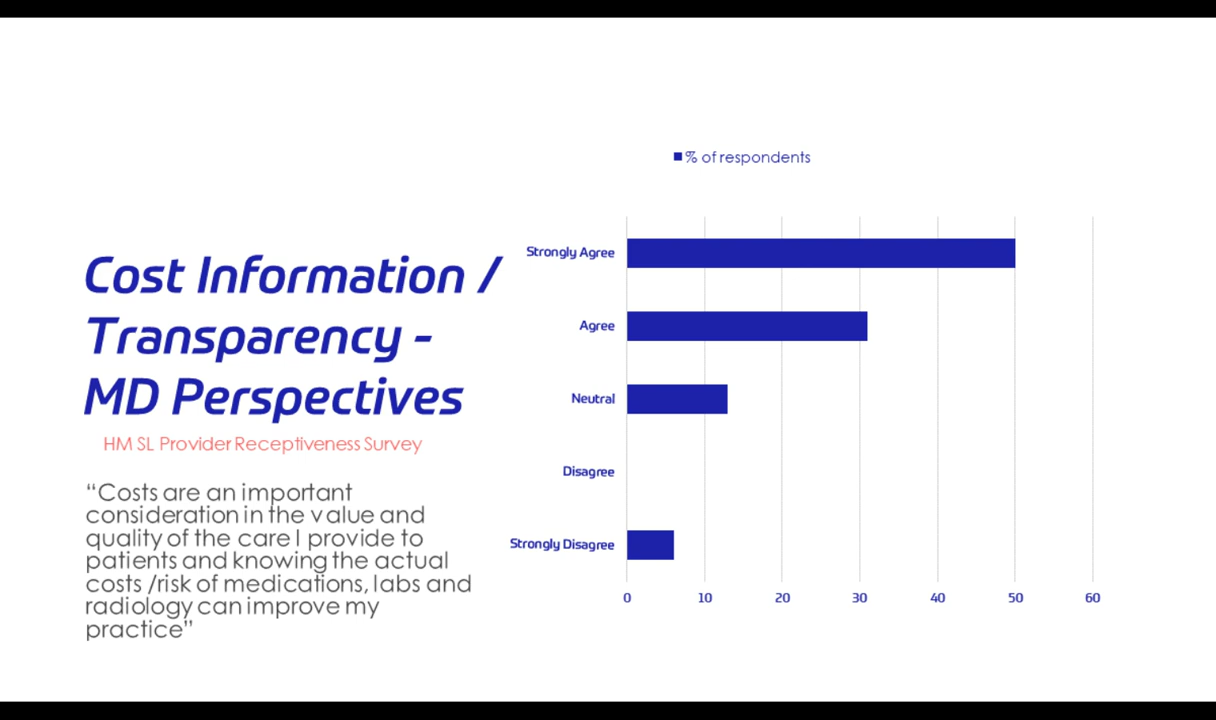 % of respondents
Cost Information /
Transparency -
MD Perspectives
HM SL Provider Receptiveness Survey
“Costs are an important
consideration in the value and
quality of the care I provide to
patients and knowing the actual
costs /risk of medications, labs and
radiology can improve my
practice”
Strongly Agree
Agree
Neutral
Disagree
Strongly Disagree
0 10 20 30 40 50 60